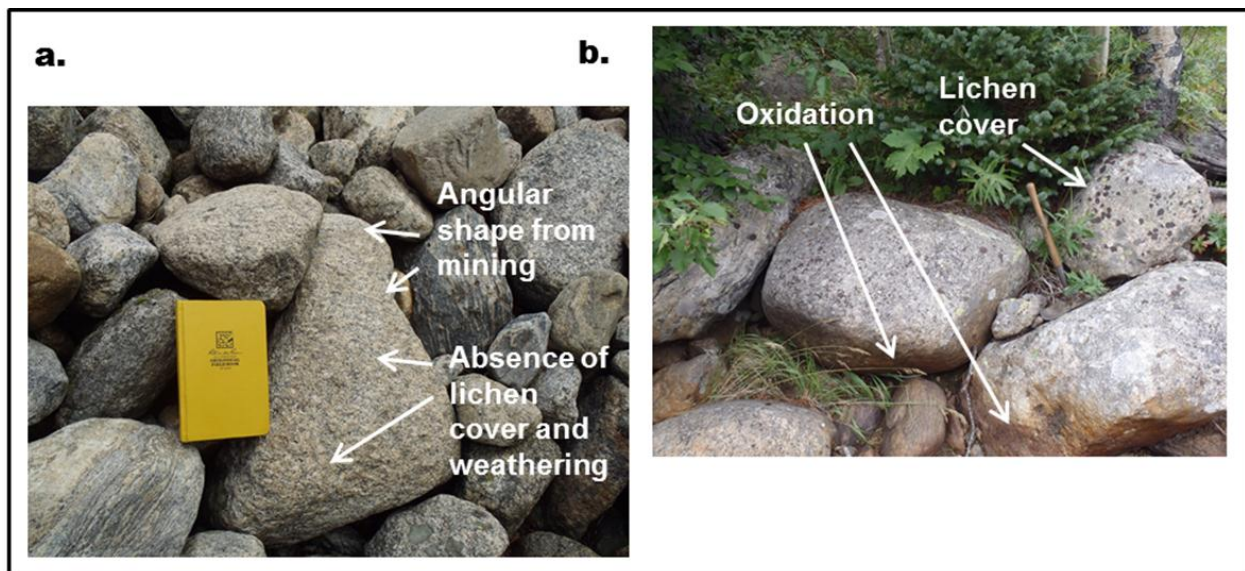 a.
Angular
shape from
mining
Absence of
lichen
cover and
weathering
b.
Oxidation
Lichen
cover